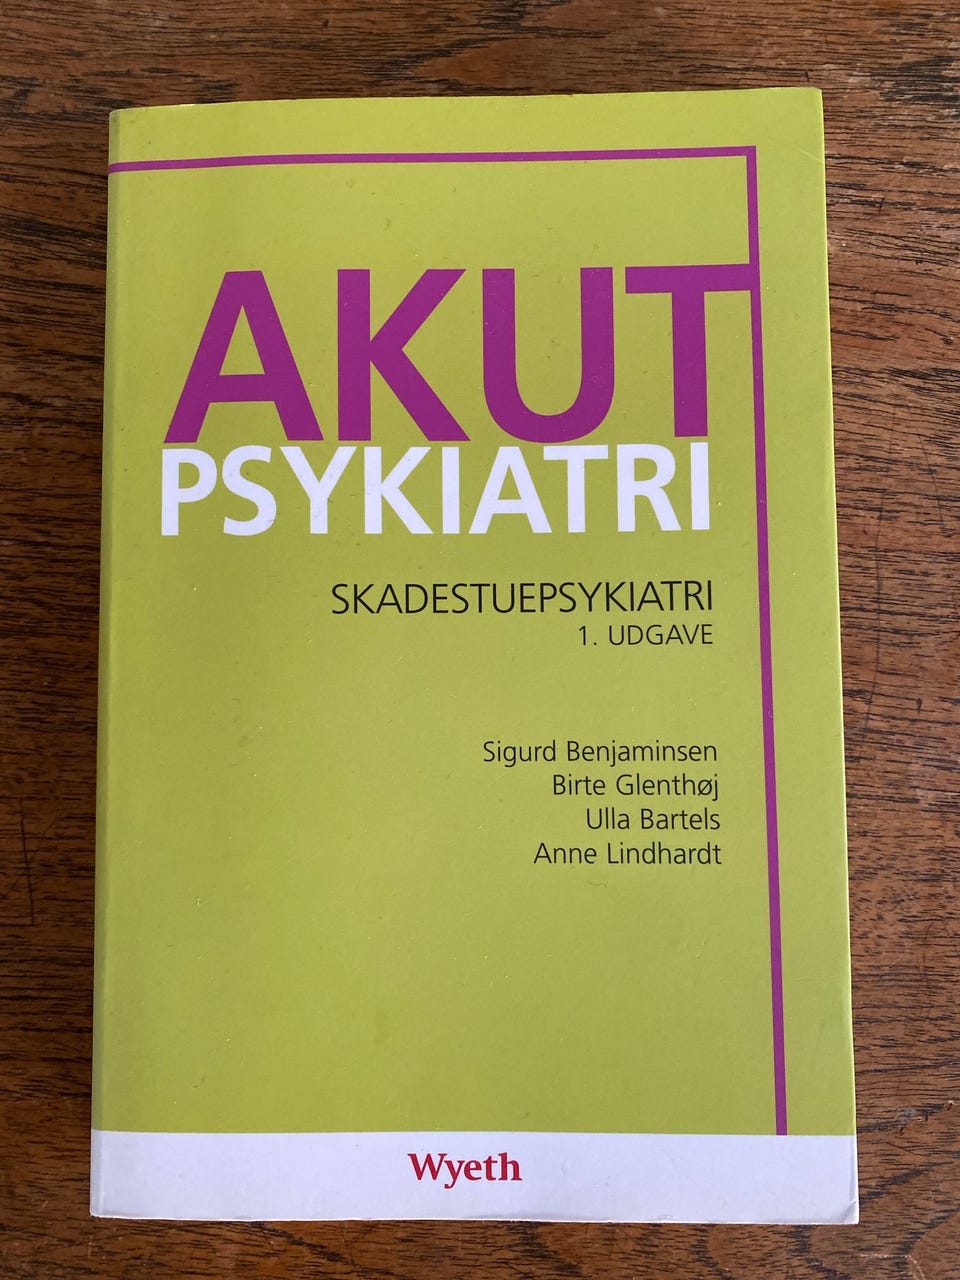 AKUT
PSYKIATRI
SKADESTUEPSYKIATRI
1. UDGAVE
Sigurd Benjaminsen
Birte Glenthøj
Ulla Bartels
Anne Lindhardt
Wyeth